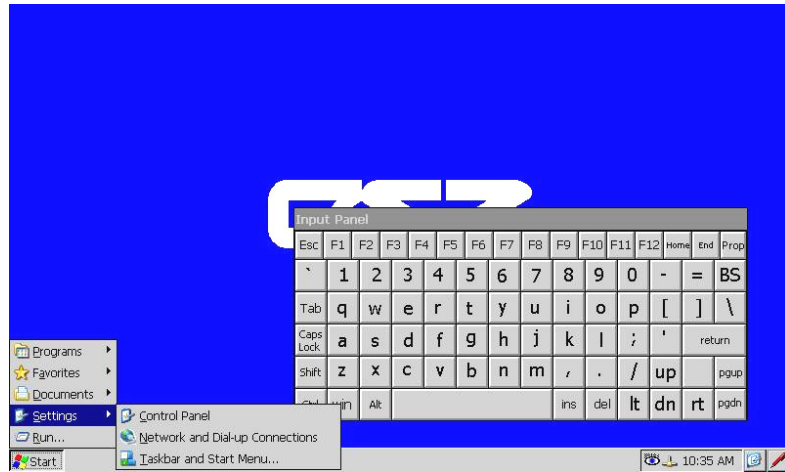 Input Panel
Esc F1 F2 F3 F4 F5 F6 F7 F8 F9 F10 F11 F12 Home End Prop
` 1 2 3 4 5 6 7 8 9 0 - = BS
Tab q w e r t y u i o p [ ] \
Caps Lock a s d f g h j k l ; ' return
Shift z x c v b n m , . / up pgup
Ctrl win Alt ins del lt dn rt pgdn
Programs
Favorites
Documents
Settings
Run...
Control Panel
Network and Dial-up Connections
Taskbar and Start Menu...
Start
10:35 AM